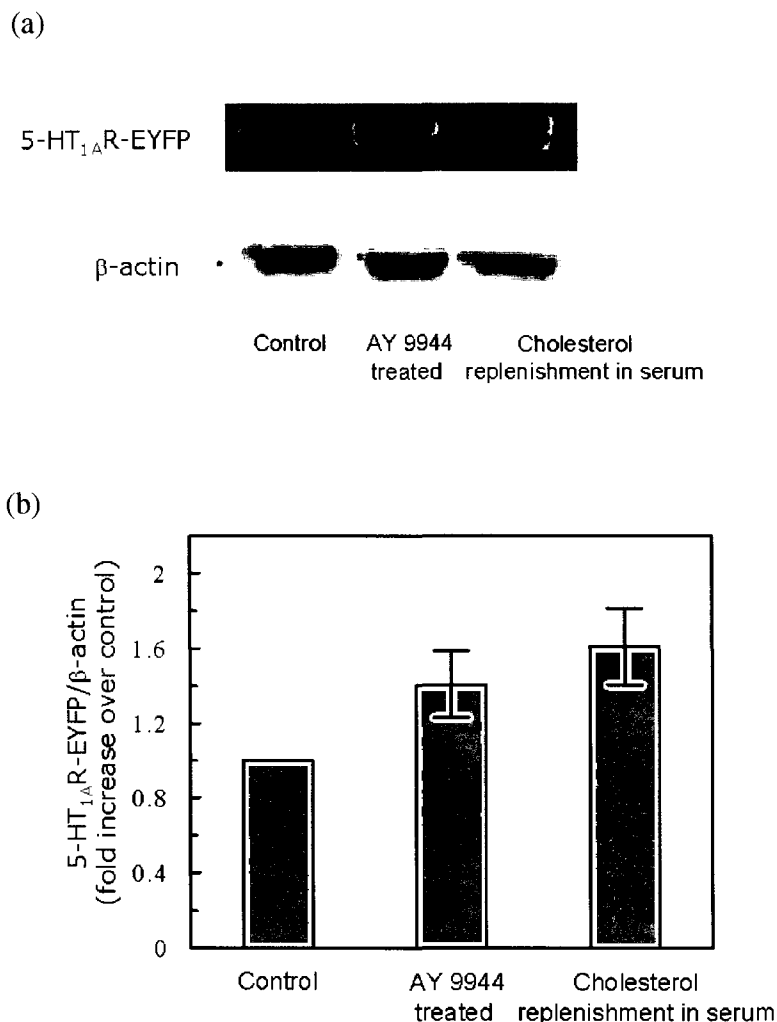 (a)
5-HT₁ₐR-EYFP
β-actin
Control
AY 9944
treated
Cholesterol
replenishment in serum
(b)
5-HT₁ₐR-EYFP/β-actin
(fold increase over control)
2
1.6
1.2
0.8
0.4
0
Control
AY 9944
treated
Cholesterol
replenishment in serum